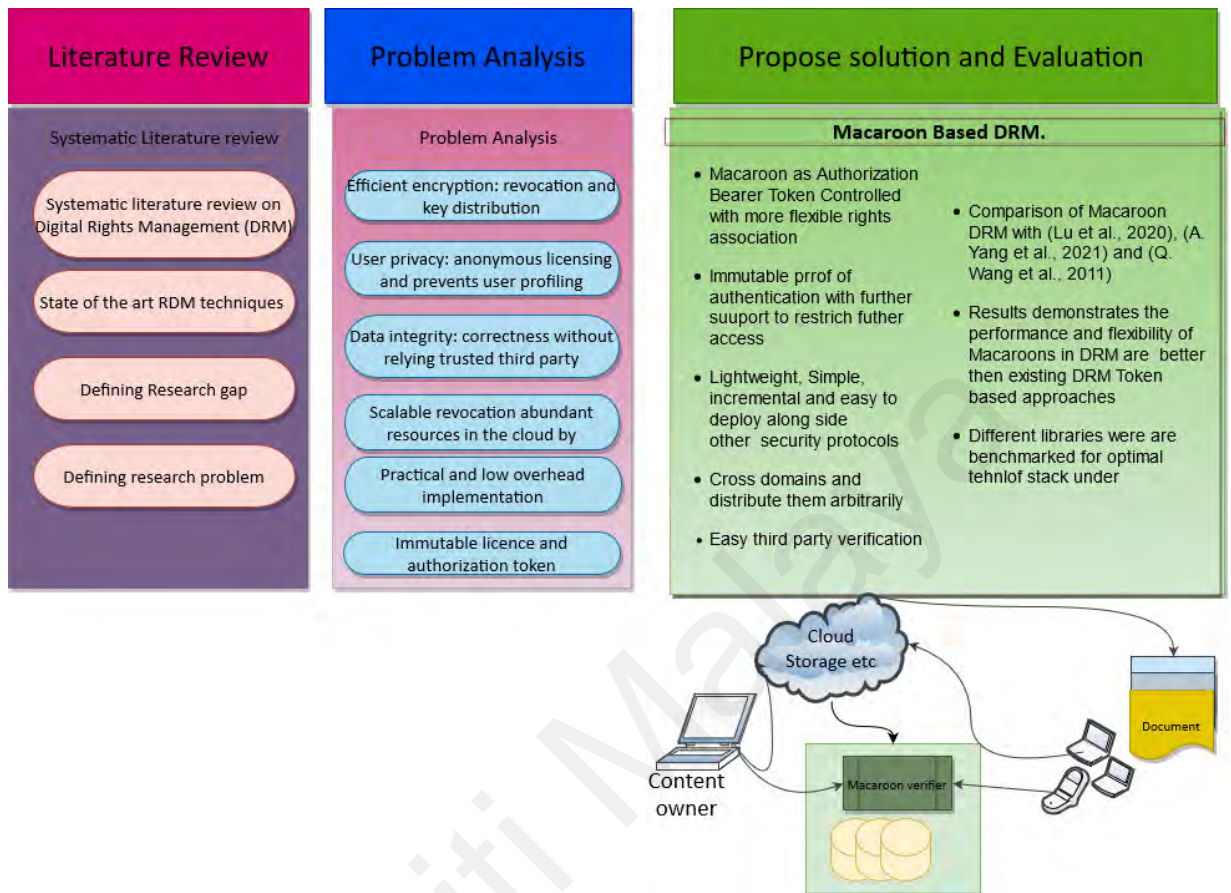 Literature Review
Problem Analysis
Propose solution and Evaluation
Systematic Literature review
Systematic literature review on
Digital Rights Management (DRM)
State of the art RDM techniques
Defining Research gap
Defining research problem
Problem Analysis
Efficient encryption: revocation and
key distribution
User privacy: anonymous licensing
and prevents user profiling
Data integrity: correctness without
relying trusted third party
Scalable revocation abundant
resources in the cloud by
Practical and low overhead
implementation
Immutable licence and
authorization token
Macaroon Based DRM.
• Macaroon as Authorization
Bearer Token Controlled
with more flexible rights
association
• Immutable prrof of
authentication with further
suuport to restrich futher
access
• Lightweight, Simple,
incremental and easy to
deploy along side
other security protocols
• Cross domains and
distribute them arbitrarily
• Easy third party verification
• Comparison of Macaroon
DRM with (Lu et al., 2020), (A.
Yang et al., 2021) and (Q.
Wang et al., 2011)
• Results demonstrates the
performance and flexibility of
Macaroons in DRM are better
then existing DRM Token
based approaches
• Different libraries were are
benchmarked for optimal
tehnlof stack under
Cloud
Storage etc
Document
Content
owner
Macaroon verifier
iti Malaya